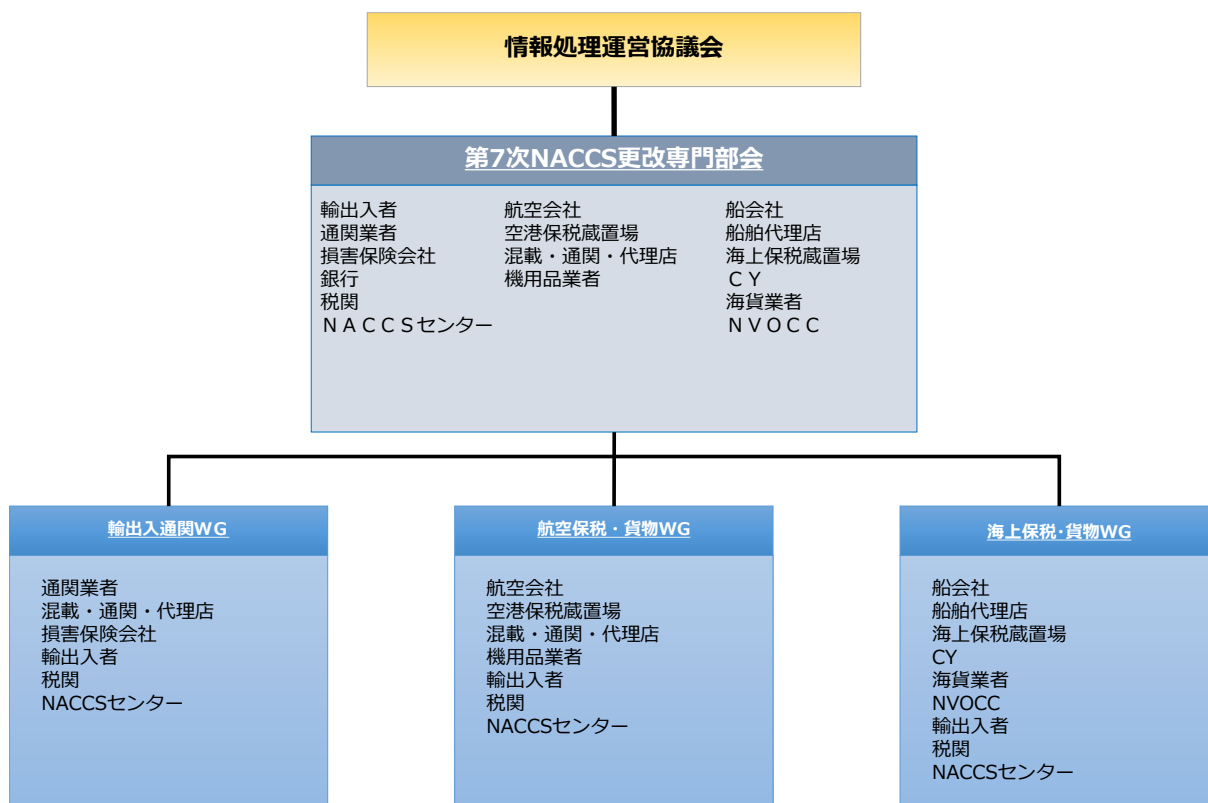 情報処理運営協議会
第7次NACCS更改専門部会
輸出入者
通関業者
損害保険会社
銀行
税関
ＮＡＣＣＳセンター
航空会社
空港保税蔵置場
混載・通関・代理店
機用品業者
船会社
船舶代理店
海上保税蔵置場
ＣＹ
海貨業者
ＮＶＯＣＣ
輸出入通関WG
通関業者
混載・通関・代理店
損害保険会社
輸出入者
税関
NACCSセンター
航空保税・貨物WG
航空会社
空港保税蔵置場
混載・通関・代理店
機用品業者
輸出入者
税関
NACCSセンター
海上保税･貨物WG
船会社
船舶代理店
海上保税蔵置場
CY
海貨業者
NVOCC
輸出入者
税関
NACCSセンター